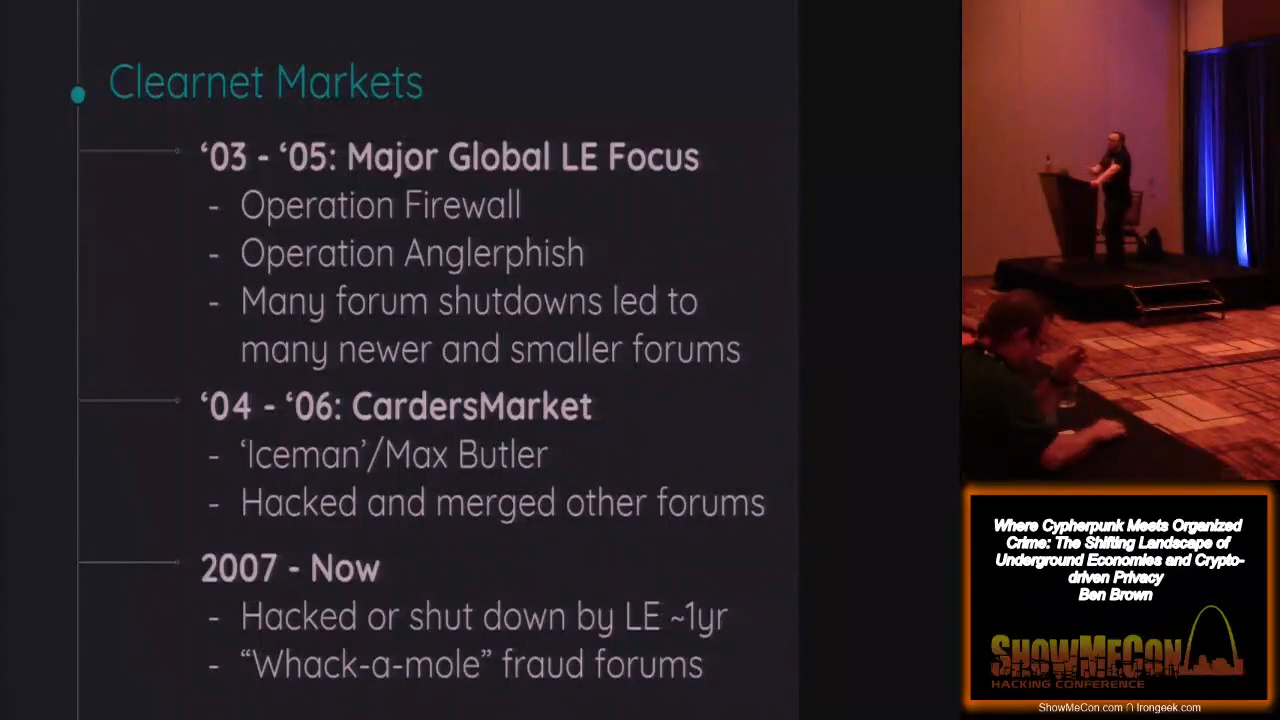 Clearnet Markets
‘03 - ‘05: Major Global LE Focus
- Operation Firewall
- Operation Anglerphish
- Many forum shutdowns led to
many newer and smaller forums
‘04 - ‘06: CardersMarket
- ‘Iceman’/Max Butler
- Hacked and merged other forums
2007 - Now
- Hacked or shut down by LE ~1yr
- “Whack-a-mole” fraud forums
Where Cypherpunk Meets Organized
Crime: The Shifting Landscape of
Underground Economies and Crypto-
driven Privacy
Ben Brown
SHOWMECON
HACKING CONFERENCE
ShowMeCon.com ∩ Irongeek.com